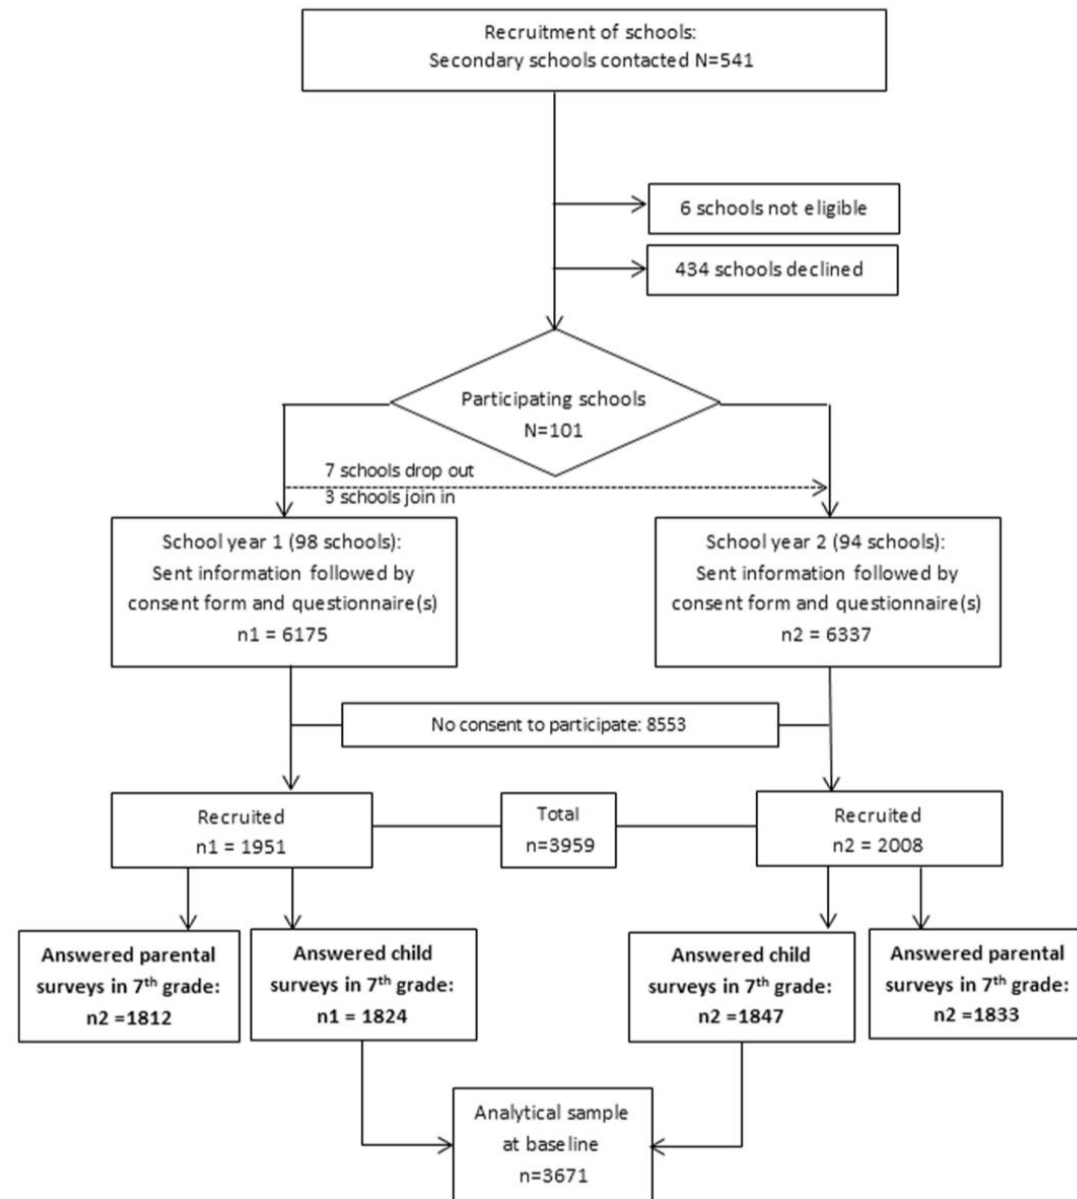 Recruitment of schools:
Secondary schools contacted N=541
6 schools not eligible
434 schools declined
Participating schools
N=101
7 schools drop out
3 schools join in
School year 1 (98 schools):
Sent information followed by
consent form and questionnaire(s)
n1 = 6175
School year 2 (94 schools):
Sent information followed by
consent form and questionnaire(s)
n2 = 6337
No consent to participate: 8553
Recruited
n1 = 1951
Total
n=3959
Recruited
n2 = 2008
Answered parental
surveys in 7th grade:
n2 =1812
Answered child
surveys in 7th grade:
n1 = 1824
Answered child
surveys in 7th grade:
n2 =1847
Answered parental
surveys in 7th grade:
n2 =1833
Analytical sample
at baseline
n=3671